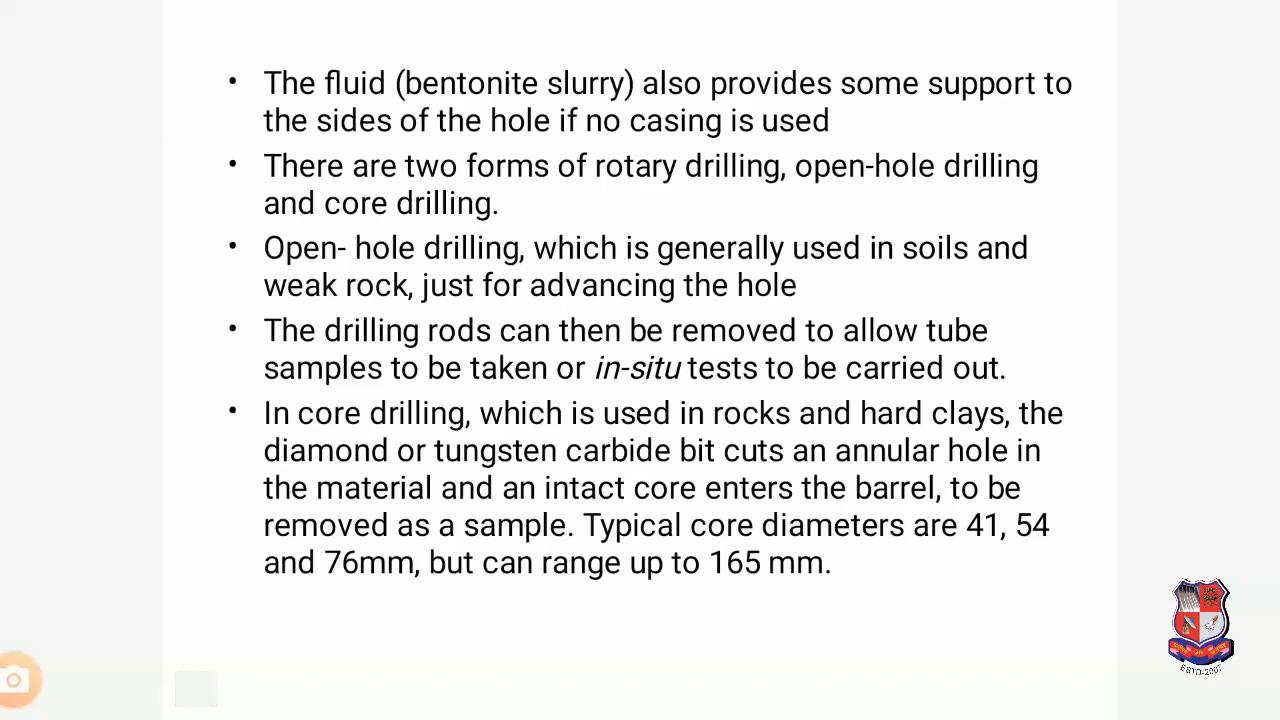 • The fluid (bentonite slurry) also provides some support to
the sides of the hole if no casing is used
• There are two forms of rotary drilling, open-hole drilling
and core drilling.
• Open- hole drilling, which is generally used in soils and
weak rock, just for advancing the hole
• The drilling rods can then be removed to allow tube
samples to be taken or in-situ tests to be carried out.
• In core drilling, which is used in rocks and hard clays, the
diamond or tungsten carbide bit cuts an annular hole in
the material and an intact core enters the barrel, to be
removed as a sample. Typical core diameters are 41, 54
and 76mm, but can range up to 165 mm.
ESTD-2007